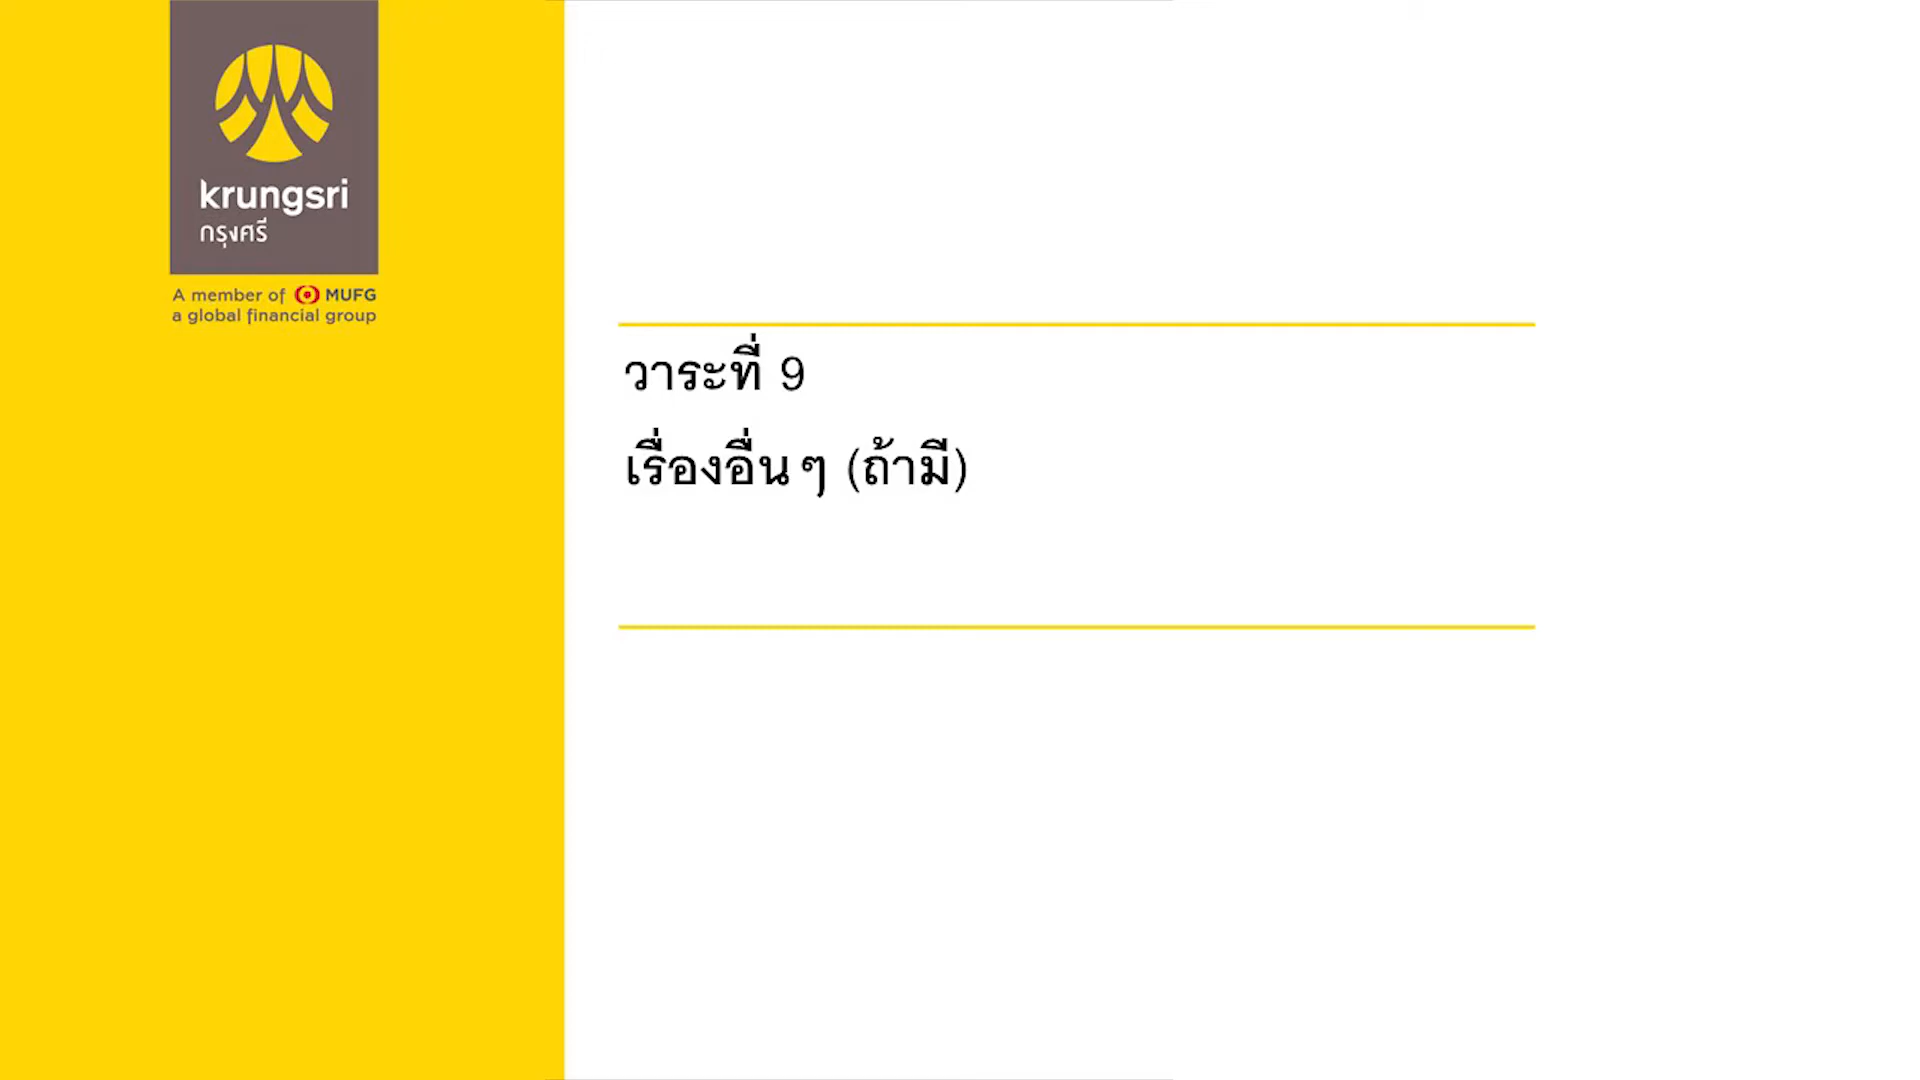 krungsri
กรุงศรี
A member of MUFG
a global financial group
วาระที่ 9
เรื่องอื่นๆ (ถ้ามี)